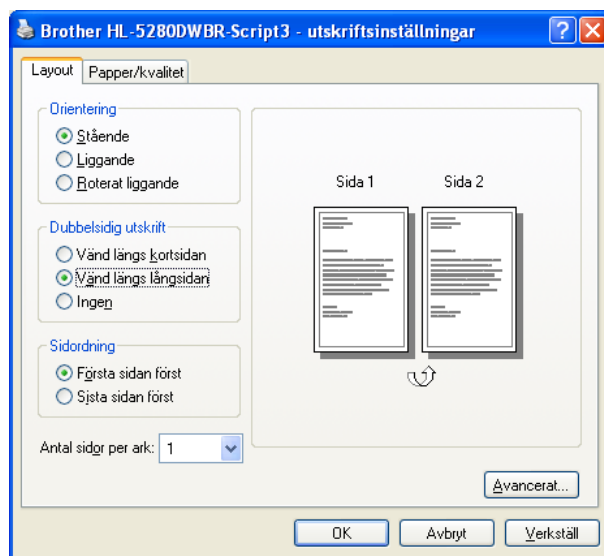 Brother HL-5280DWBR-Script3 - utskriftsinställningar
Layout
Papper/kvalitet
Orientering
Stående
Liggande
Roterat liggande
Dubbelsidig utskrift
Vänd längs kortsidan
Vänd längs långsidan
Ingen
Sidordning
Första sidan först
Sista sidan först
Antal sidor per ark: 1
Sida 1
Sida 2
Avancerat...
OK
Avbryt
Verkställ